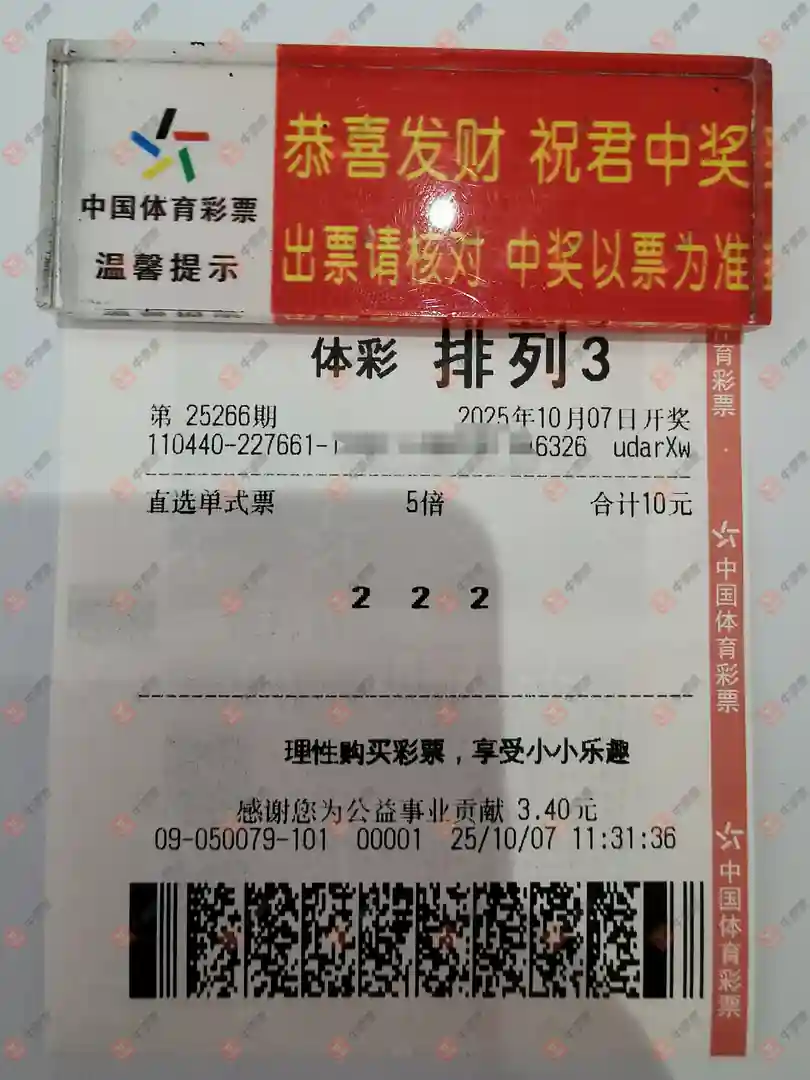 中国体育彩票
温馨提示
恭喜发财 祝君中奖
出票请核对 中奖以票为准
体彩 排列3
第 25266期 2025年10月07日开奖
110440-227661- 6326 udarXw
直选单式票 5倍 合计10元
2 2 2
理性购买彩票，享受小小乐趣
感谢您为公益事业贡献 3.40元
09-050079-101 00001 25/10/07 11:31:36
育彩票
中国体育彩票
中国体育彩票